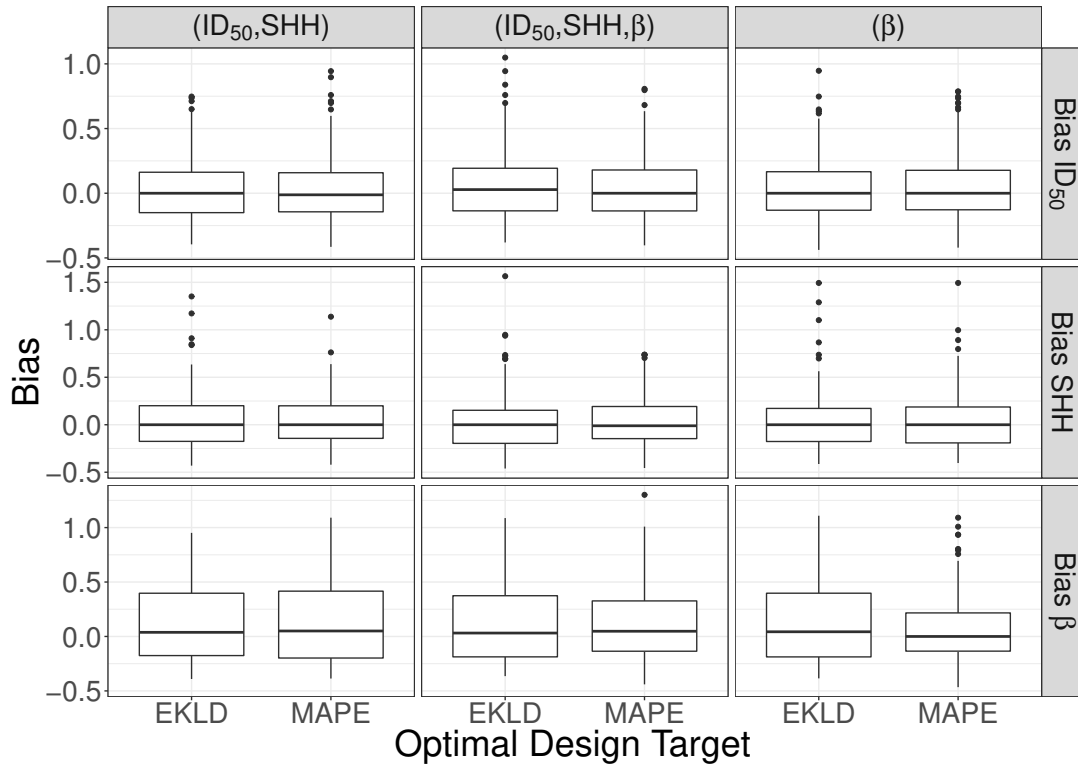 (ID₅₀,SHH) (ID₅₀,SHH,β) (β)
1.0
0.5
0.0
−0.5
Bias ID₅₀
1.5
1.0
0.5
0.0
−0.5
Bias SHH
1.0
0.5
0.0
−0.5
Bias β
Bias
EKLD MAPE EKLD MAPE EKLD MAPE
Optimal Design Target